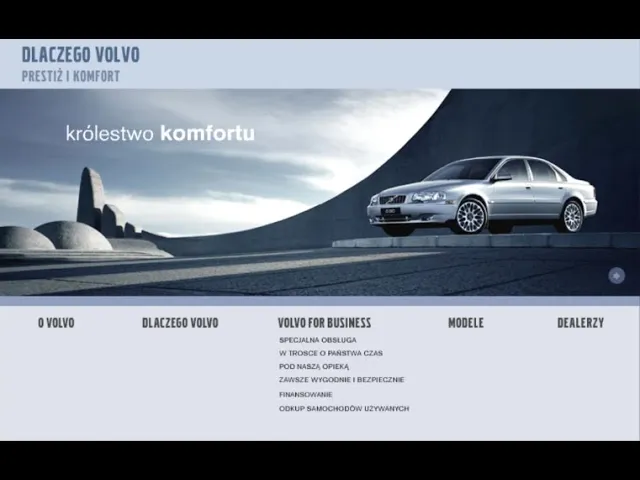 DLACZEGO VOLVO
PRESTIŻ I KOMFORT
królestwo komfortu
O VOLVO
DLACZEGO VOLVO
VOLVO FOR BUSINESS
MODELE
DEALERZY
SPECJALNA OBSŁUGA
W TROSCE O PAŃSTWA CZAS
POD NASZĄ OPIEKĄ
ZAWSZE WYGODNIE I BEZPIECZNIE
FINANSOWANIE
ODKUP SAMOCHODÓW UŻYWANYCH